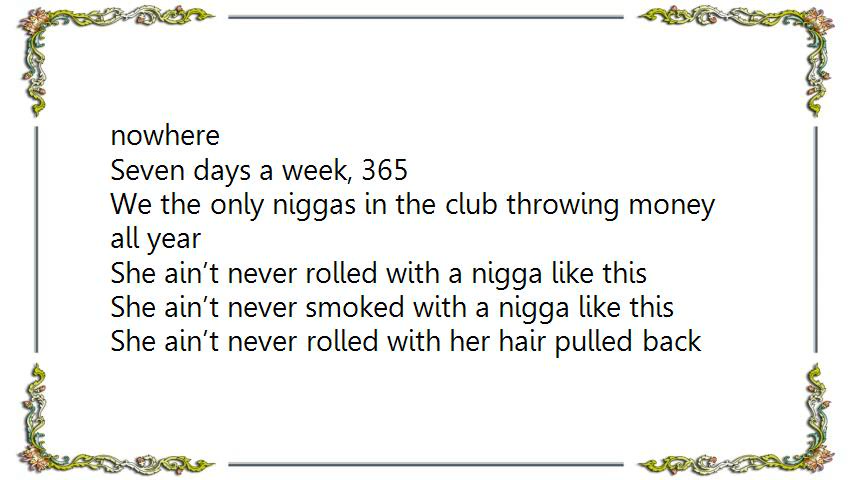 nowhere
Seven days a week, 365
We the only niggas in the club throwing money
all year
She ain’t never rolled with a nigga like this
She ain’t never smoked with a nigga like this
She ain’t never rolled with her hair pulled back